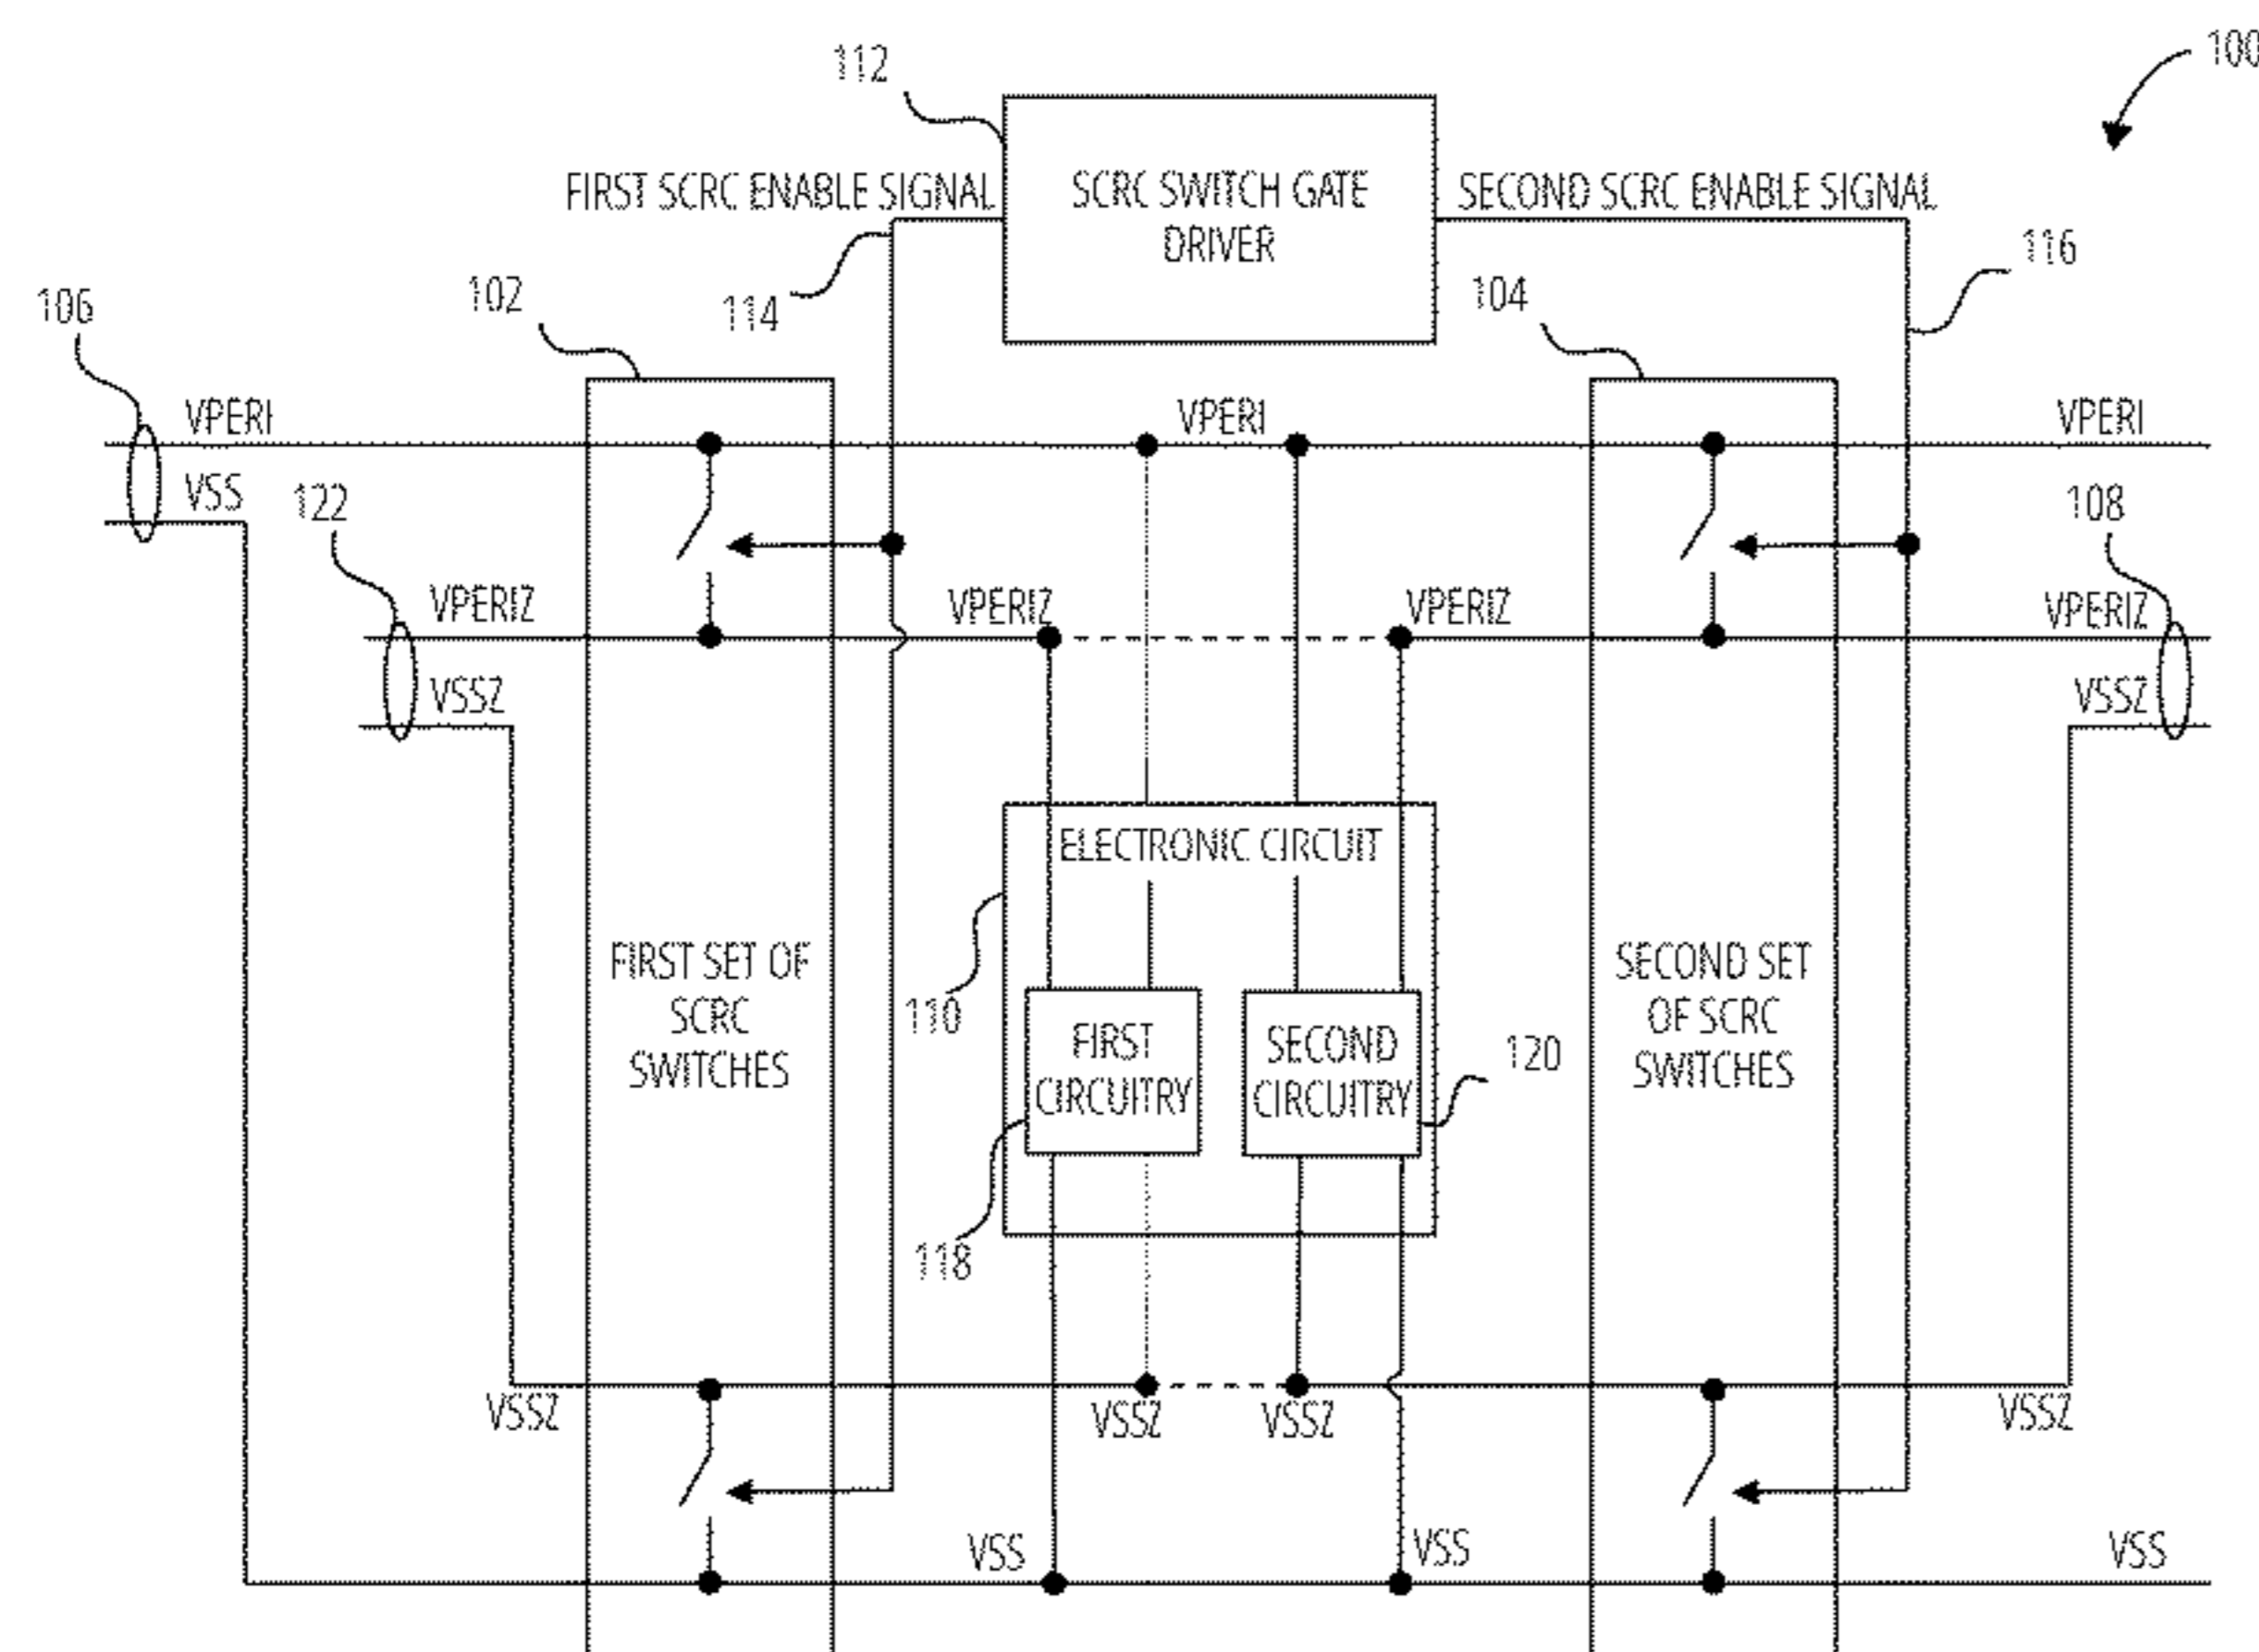 100
112
FIRST SCRC ENABLE SIGNAL
SCRC SWITCH GATE
DRIVER
SECOND SCRC ENABLE SIGNAL
116
106
102
114
104
VPERI
VPERI
VPERI
VSS
122
108
VPERIZ
VPERIZ
VPERIZ
VPERIZ
VSSZ
VSSZ
ELECTRONIC CIRCUIT
FIRST SET OF
SCRC
SWITCHES
110
FIRST
CIRCUITRY
SECOND
CIRCUITRY
120
SECOND SET
OF SCRC
SWITCHES
118
VSSZ
VSSZ
VSSZ
VSSZ
VSS
VSS
VSS